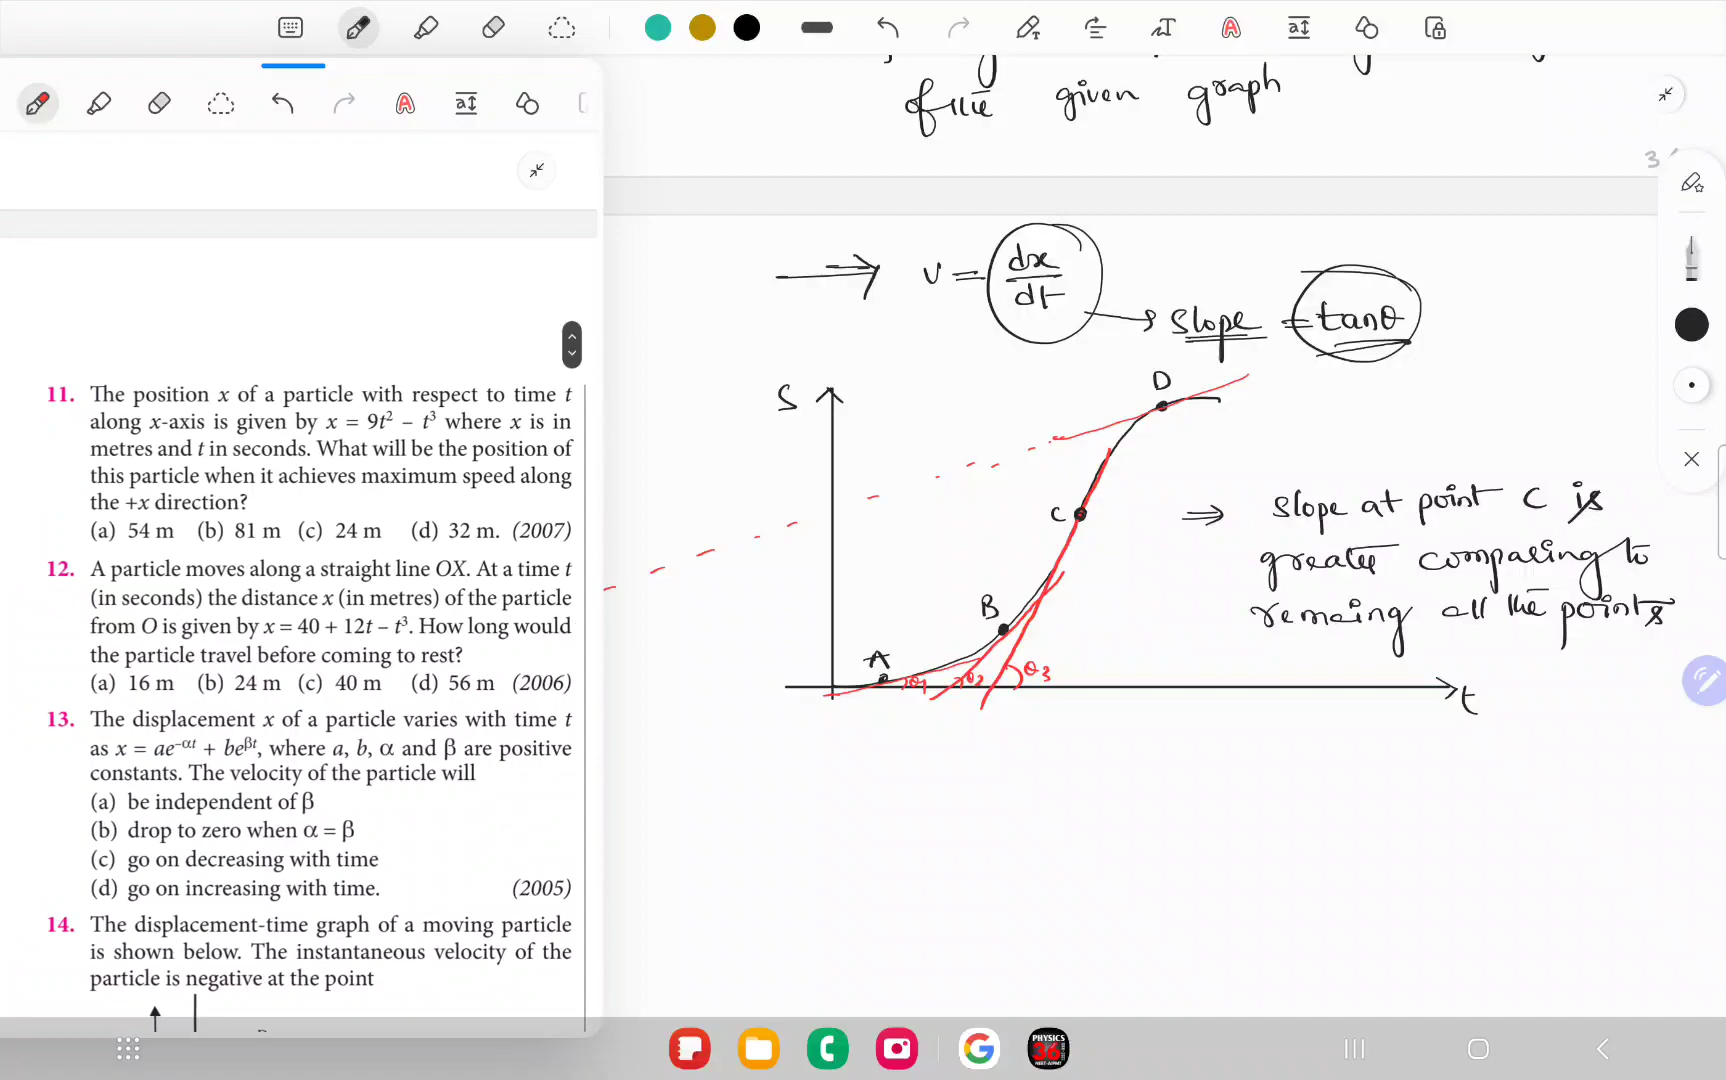 of the given graph
3
v = dx/dt → slope = tanθ
11. The position x of a particle with respect to time t
along x-axis is given by x = 9t² – t³ where x is in
metres and t in seconds. What will be the position of
this particle when it achieves maximum speed along
the +x direction?
(a) 54 m (b) 81 m (c) 24 m (d) 32 m. (2007)
12. A particle moves along a straight line OX. At a time t
(in seconds) the distance x (in metres) of the particle
from O is given by x = 40 + 12t – t³. How long would
the particle travel before coming to rest?
(a) 16 m (b) 24 m (c) 40 m (d) 56 m (2006)
13. The displacement x of a particle varies with time t
as x = ae⁻ᵅᵗ + beᵝᵗ, where a, b, α and β are positive
constants. The velocity of the particle will
(a) be independent of β
(b) drop to zero when α = β
(c) go on decreasing with time
(d) go on increasing with time. (2005)
14. The displacement-time graph of a moving particle
is shown below. The instantaneous velocity of the
particle is negative at the point
S
D
C
B
A
θ1 θ2 θ3
t
⇒ slope at point C is
greater comparing to
remaing all the points
PHYSICS
36